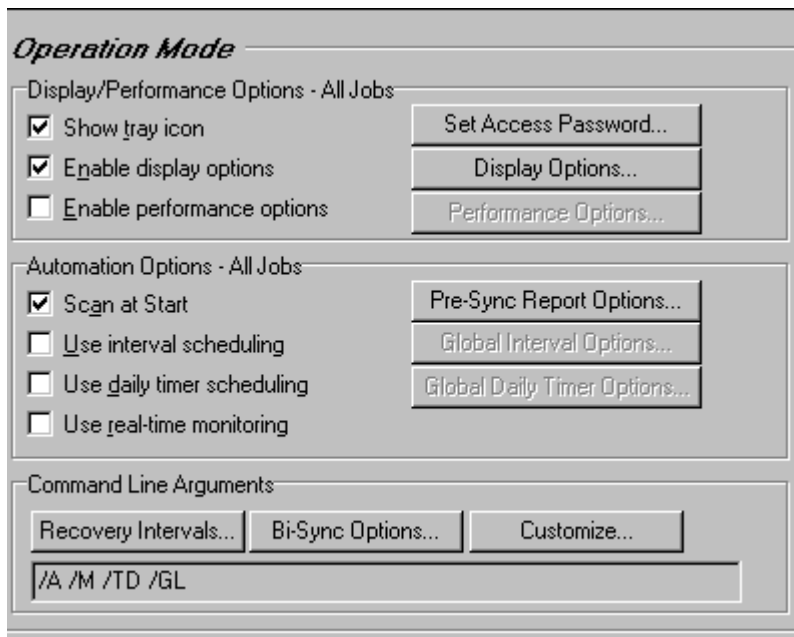 Operation Mode
Display/Performance Options - All Jobs
Show tray icon
Set Access Password...
Enable display options
Display Options...
Enable performance options
Performance Options...
Automation Options - All Jobs
Scan at Start
Pre-Sync Report Options...
Use interval scheduling
Global Interval Options...
Use daily timer scheduling
Global Daily Timer Options...
Use real-time monitoring
Command Line Arguments
Recovery Intervals... Bi-Sync Options... Customize...
/A /M /TD /GL